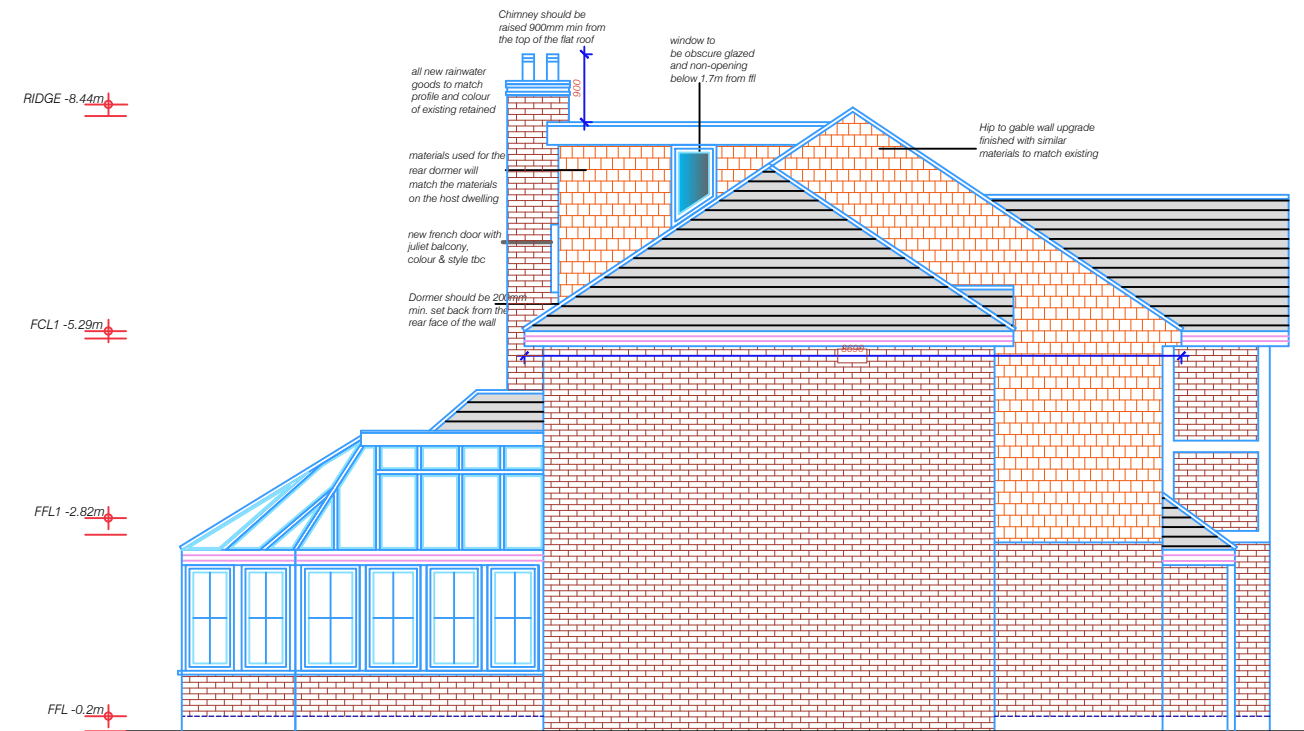 Chimney should be
raised 900mm min from
the top of the flat roof
window to
be obscure glazed
and non-opening
below 1.7m from ffl
all new rainwater
goods to match
profile and colour
of existing retained
900
RIDGE -8.44m
Hip to gable wall upgrade
finished with similar
materials to match existing
materials used for the
rear dormer will
match the materials
on the host dwelling
new french door with
juliet balcony,
colour & style tbc
Dormer should be 200mm
min. set back from the
rear face of the wall
FCL1 -5.29m
8698
FFL1 -2.82m
FFL -0.2m